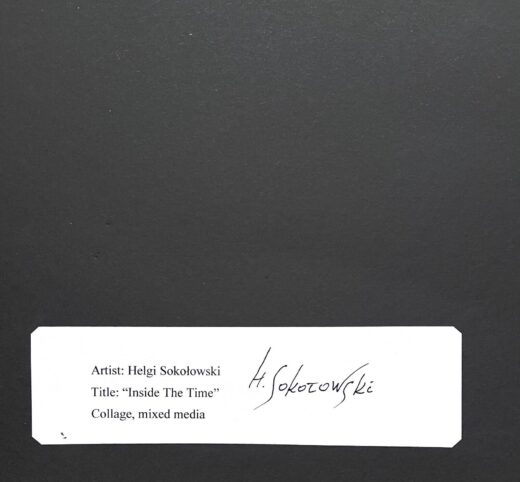 Artist: Helgi Sokołowski
Title: “Inside The Time”
Collage, mixed media
H. Sokołowski